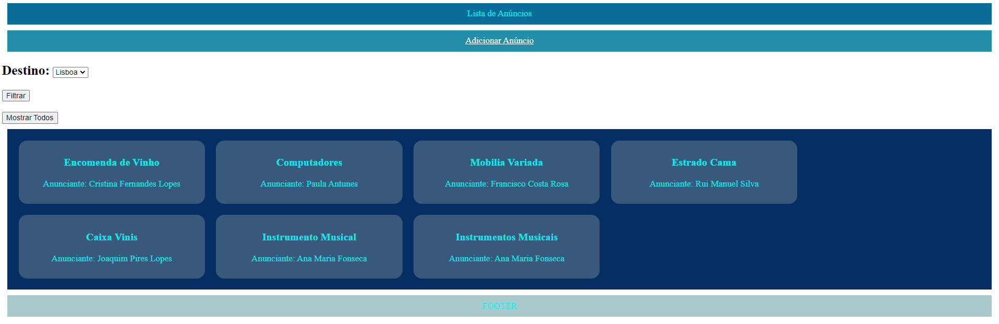 Lista de Anúncios
Adicionar Anúncio
Destino: Lisboa
Filtrar
Mostrar Todos
Encomenda de Vinho
Anunciante: Cristina Fernandes Lopes
Computadores
Anunciante: Paula Antunes
Mobilia Variada
Anunciante: Francisco Costa Rosa
Estrado Cama
Anunciante: Rui Manuel Silva
Caixa Vinis
Anunciante: Joaquim Pires Lopes
Instrumento Musical
Anunciante: Ana Maria Fonseca
Instrumentos Musicais
Anunciante: Ana Maria Fonseca
FOOTER